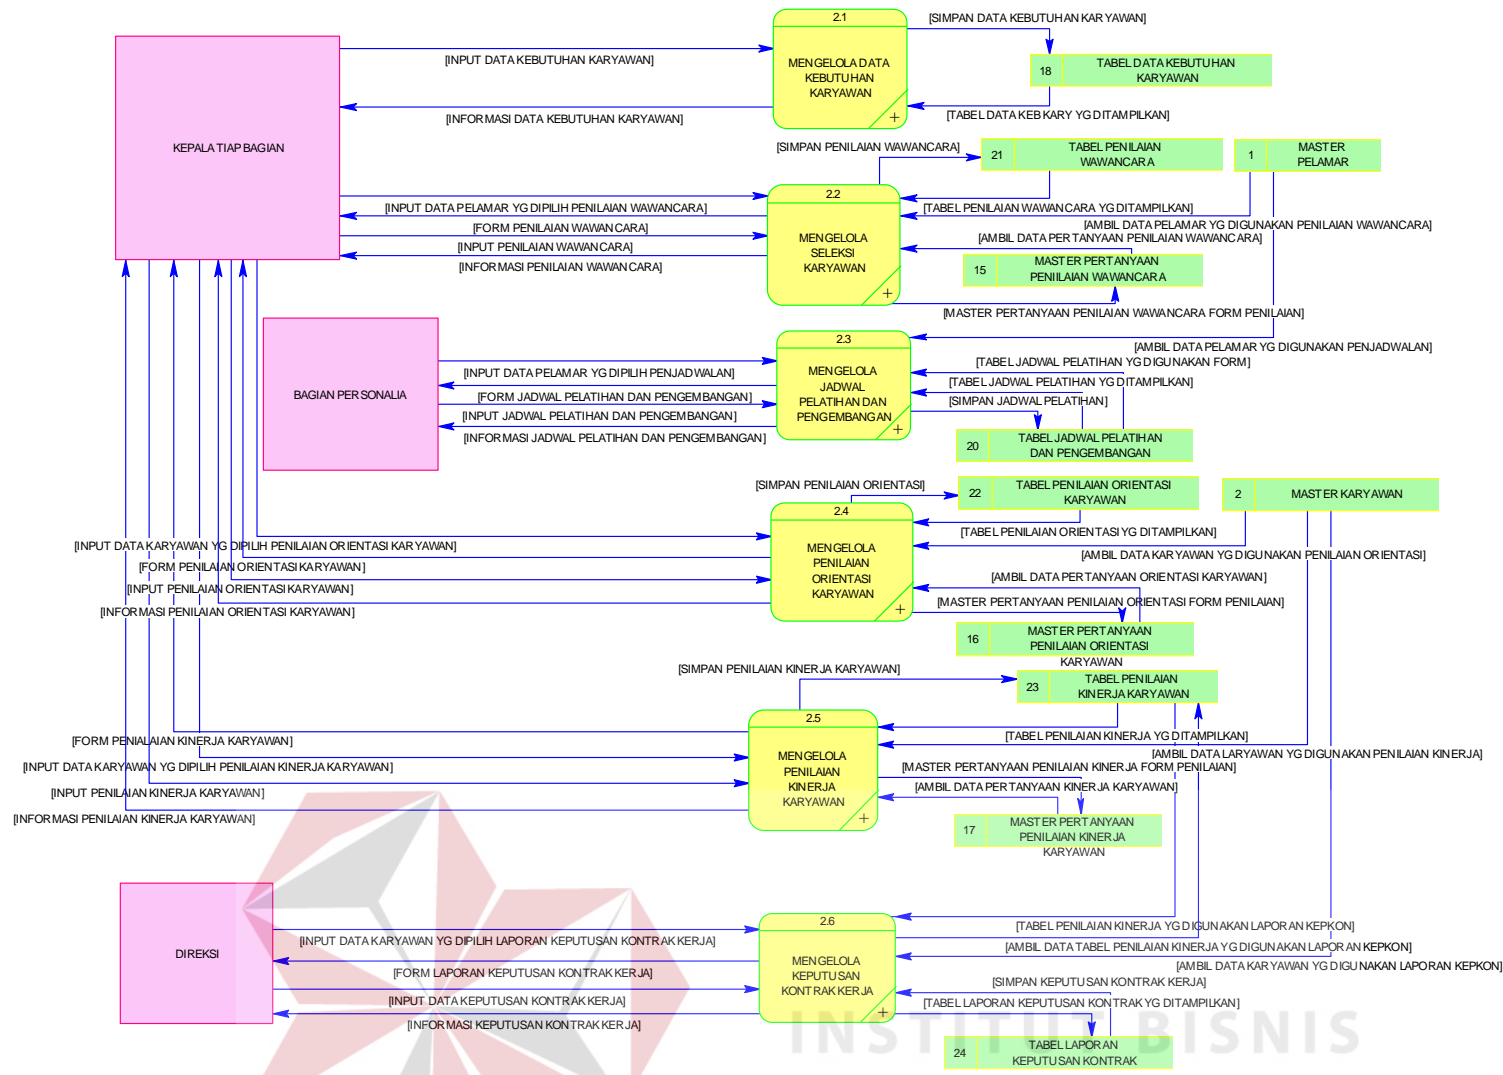 2.1
[SIMPAN DATA KEBUTUHAN KARYAWAN]
[INPUT DATA KEBUTUHAN KARYAWAN]
MENGELOLA DATA
KEBUTUHAN
KARYAWAN
18
TABEL DATA KEBUTUHAN
KARYAWAN
[INFORMASI DATA KEBUTUHAN KARYAWAN]
[TABEL DATA KEB KARY YG DITAMPILKAN]
KEPALA TIAP BAGIAN
[SIMPAN PENILAIAN WAWANCARA]
21
TABEL PENILAIAN
WAWANCARA
1
MASTER
PELAMAR
2.2
[INPUT DATA PELAMAR YG DIPILIH PENILAIAN WAWANCARA]
[TABEL PENILAIAN WAWANCARA YG DITAMPILKAN]
[FORM PENILAIAN WAWANCARA]
[AMBIL DATA PELAMAR YG DIGUNAKAN PENILAIAN WAWANCARA]
MENGELOLA
SELEKSI
KARYAWAN
[INPUT PENILAIAN WAWANCARA]
[AMBIL DATA PERTANYAAN PENILAIAN WAWANCARA]
[INFORMASI PENILAIAN WAWANCARA]
15
MASTER PERTANYAAN
PENIILAIAN WAWANCARA
[MASTER PERTANYAAN PENILAIAN WAWANCARA FORM PENILAIAN]
2.3
[AMBIL DATA PELAMAR YG DIGUNAKAN PENJADWALAN]
[TABEL JADWAL PELATIHAN YG DIGUNAKAN FORM]
[INPUT DATA PELAMAR YG DIPILIH PENJADWALAN]
MENGELOLA
JADWAL
PELATIHAN DAN
PENGEMBANGAN
[TABEL JADWAL PELATIHAN YG DITAMPILKAN]
BAGIAN PERSONALIA
[FORM JADWAL PELATIHAN DAN PENGEMBANGAN]
[SIMPAN JADWAL PELATIHAN]
[INPUT JADWAL PELATIHAN DAN PENGEMBANGAN]
[INFORMASI JADWAL PELATIHAN DAN PENGEMBANGAN]
20
TABEL JADWAL PELATIHAN
DAN PENGEMBANGAN
[SIMPAN PENILAIAN ORIENTASI]
22
TABEL PENILAIAN ORIENTASI
KARYAWAN
2
MASTER KARYAWAN
2.4
[TABEL PENILAIAN ORIENTASI YG DITAMPILKAN]
[INPUT DATA KARYAWAN YG DIPILIH PENILAIAN ORIENTASI KARYAWAN]
MENGELOLA
PENILAIAN
ORIENTASI
KARYAWAN
[AMBIL DATA KARYAWAN YG DIGUNAKAN PENILAIAN ORIENTASI]
[FORM PENILAIAN ORIENTASI KARYAWAN]
[AMBIL DATA PERTANYAAN ORIENTASI KARYAWAN]
[INPUT PENILAIAN ORIENTASI KARYAWAN]
[MASTER PERTANYAAN PENILAIAN ORIENTASI FORM PENILAIAN]
[INFORMASI PENILAIAN ORIENTASI KARYAWAN]
16
MASTER PERTANYAAN
PENILAIAN ORIENTASI
KARYAWAN
[SIMPAN PENILAIAN KINERJA KARYAWAN]
23
TABEL PENILAIAN
KINERJA KARYAWAN
2.5
[FORM PENIALAIAN KINERJA KARYAWAN]
[TABEL PENILAIAN KINERJA YG DITAMPILKAN]
MENGELOLA
PENILAIAN
KINERJA
KARYAWAN
[AMBIL DATA LARYAWAN YG DIGUNAKAN PENILAIAN KINERJA]
[INPUT DATA KARYAWAN YG DIPILIH PENILAIAN KINERJA KARYAWAN]
[MASTER PERTANYAAN PENILAIAN KINERJA FORM PENILAIAN]
[INPUT PENILAIAN KINERJA KARYAWAN]
[AMBIL DATA PERTANYAAN KINERJA KARYAWAN]
[INFORMASI PENILAIAN KINERJA KARYAWAN]
17
MASTER PERTANYAAN
PENILAIAN KINERJA
KARYAWAN
2.6
[TABEL PENILAIAN KINERJA YG DIGUNAKAN LAPORAN KEPKON]
[INPUT DATA KARYAWAN YG DIPILIH LAPORAN KEPUTUSAN KONTRAK KERJA]
[AMBIL DATA TABEL PENILAIAN KINERJA YG DIGUNAKAN LAPORAN KEPKON]
DIREKSI
MENGELOLA
KEPUTUSAN
KONTRAK KERJA
[AMBIL DATA KARYAWAN YG DIGUNAKAN LAPORAN KEPKON]
[FORM LAPORAN KEPUTUSAN KONTRAK KERJA]
[SIMPAN KEPUTUSAN KONTRAK KERJA]
[INPUT DATA KEPUTUSAN KONTRAK KERJA]
[TABEL LAPORAN KEPUTUSAN KONTRAK YG DITAMPILKAN]
[INFORMASI KEPUTUSAN KONTRAK KERJA]
INSTITUT BISNIS
24
TABEL LAPORAN
KEPUTUSAN KONTRAK